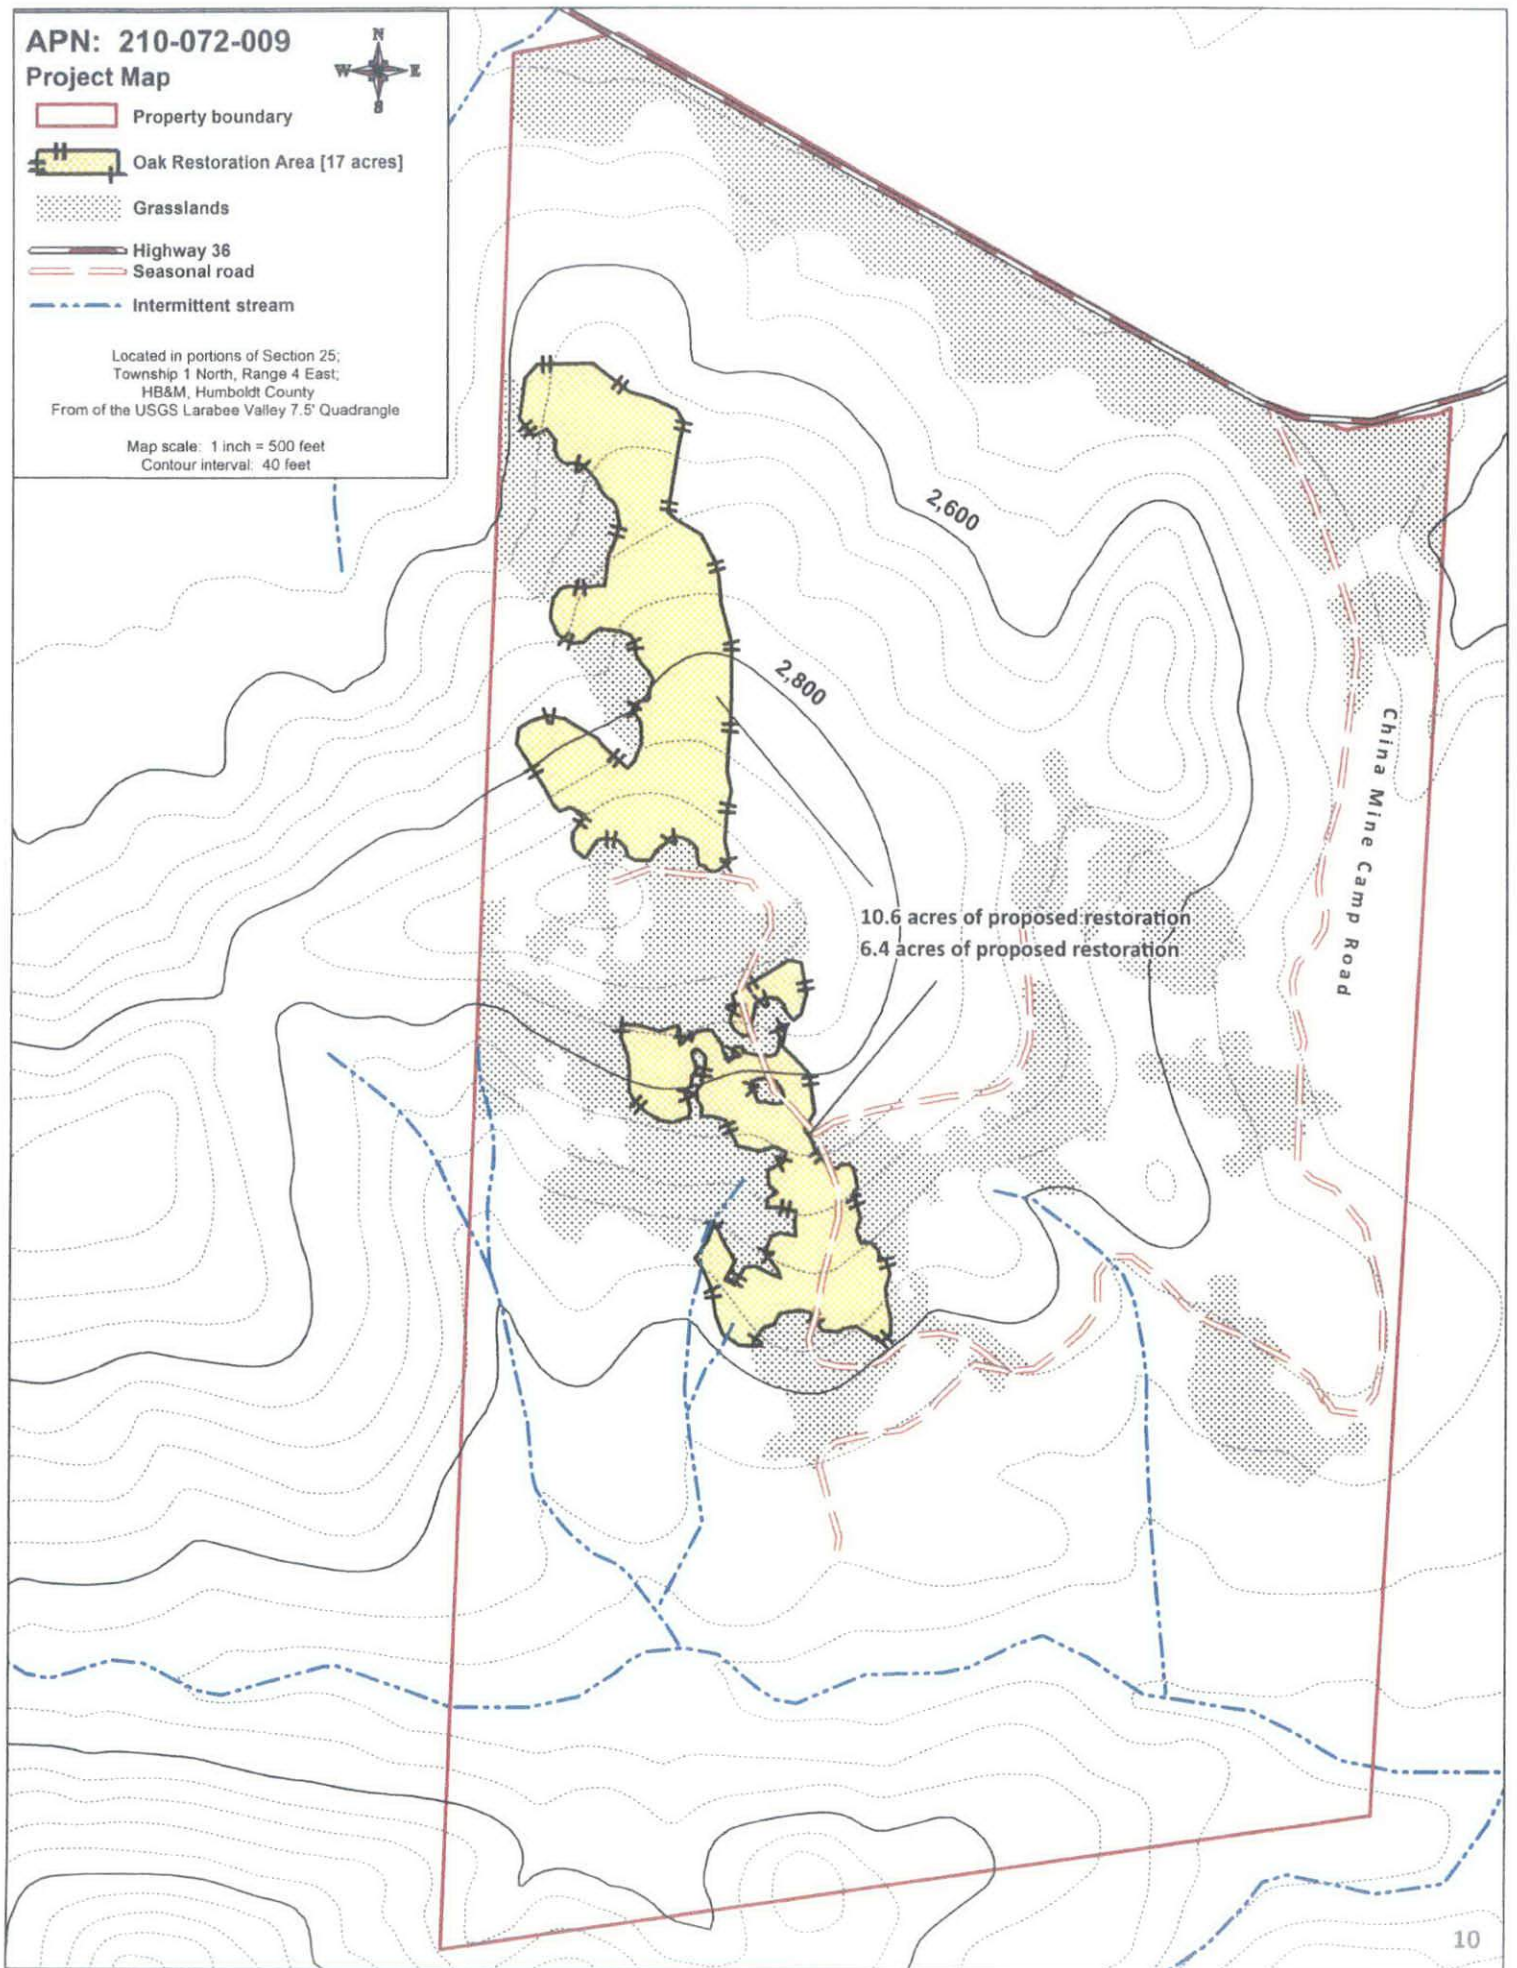 APN: 210-072-009
Project Map
N
W E
S
Property boundary
Oak Restoration Area [17 acres]
Grasslands
Highway 36
Seasonal road
Intermittent stream
Located in portions of Section 25;
Township 1 North, Range 4 East;
HB&M, Humboldt County
From of the USGS Larabee Valley 7.5' Quadrangle
Map scale: 1 inch = 500 feet
Contour interval: 40 feet
2,600
2,800
China Mine Camp Road
10.6 acres of proposed restoration
6.4 acres of proposed restoration
10